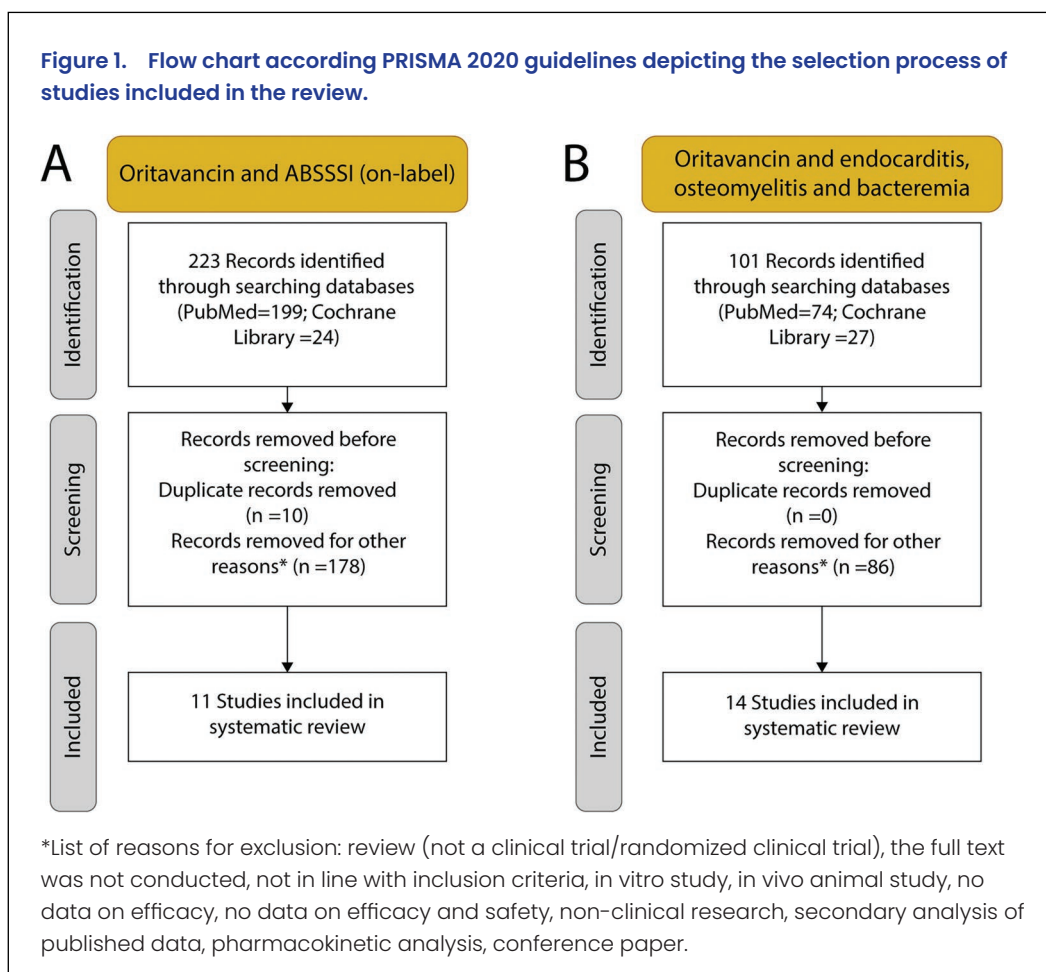 Figure 1. Flow chart according PRISMA 2020 guidelines depicting the selection process of
studies included in the review.
A
Oritavancin and ABSSSI (on-label)
Identification
223 Records identified
through searching databases
(PubMed=199; Cochrane
Library =24)
Screening
Records removed before
screening:
Duplicate records removed
(n =10)
Records removed for other
reasons* (n =178)
Included
11 Studies included in
systematic review
B
Oritavancin and endocarditis,
osteomyelitis and bacteremia
Identification
101 Records identified
through searching databases
(PubMed=74; Cochrane
Library =27)
Screening
Records removed before
screening:
Duplicate records removed
(n =0)
Records removed for other
reasons* (n =86)
Included
14 Studies included in
systematic review
*List of reasons for exclusion: review (not a clinical trial/randomized clinical trial), the full text
was not conducted, not in line with inclusion criteria, in vitro study, in vivo animal study, no
data on efficacy, no data on efficacy and safety, non-clinical research, secondary analysis of
published data, pharmacokinetic analysis, conference paper.